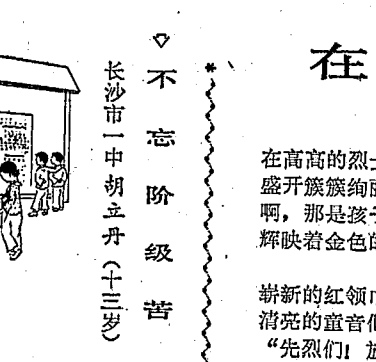 不忘阶级苦
长沙市一中胡立丹（十三岁）
在
在高高的烈士
盛开簇簇绚丽
啊，那是孩子
辉映着金色的
崭新的红领巾
清亮的童音
“先烈们！